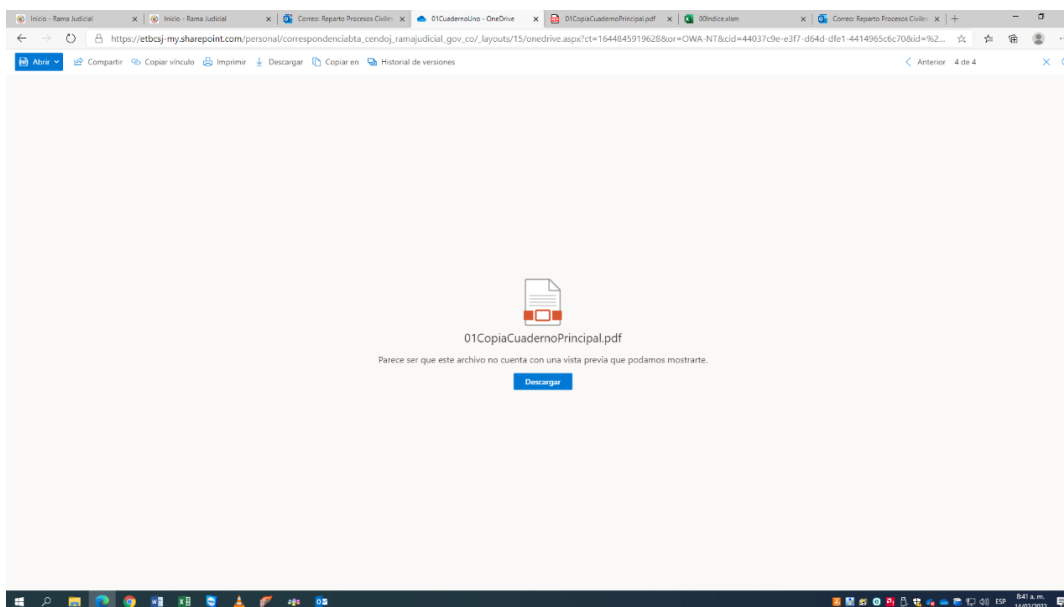 Inicio - Rama Judicial
Inicio - Rama Judicial
Correo: Reparto Procesos Civiles
01CuadernoUno - OneDrive
01CopiaCuadernoPrincipal.pdf
00Indice.xlsm
Correo: Reparto Procesos Civiles
https://etbcsj-my.sharepoint.com/personal/correspondenciabta_cendoj_ramajudicial_gov_co/_layouts/15/onedrive.aspx?ct=1644845919628&or=OWA-NT&cid=44037c9e-e3f7-d64d-dfe1-4414965c6c70&id=%2...
Abrir Compartir Copiar vínculo Imprimir Descargar Copiar en Historial de versiones Anterior 4 de 4
01CopiaCuadernoPrincipal.pdf
Parece ser que este archivo no cuenta con una vista previa que podamos mostrarte.
Descargar
ESP 8:41 a. m.